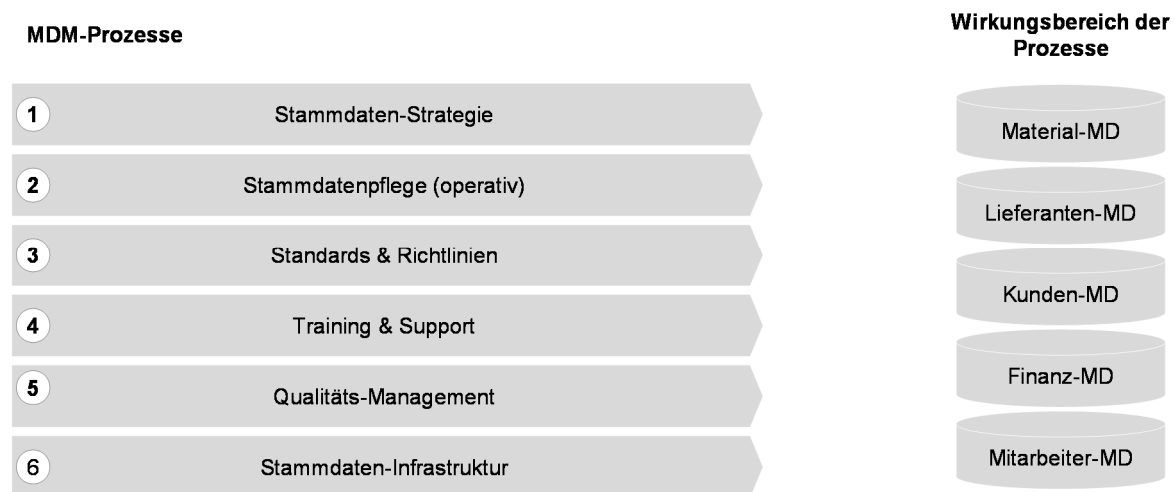 MDM-Prozesse
Wirkungsbereich der
Prozesse
1 Stammdaten-Strategie
2 Stammdatenpflege (operativ)
3 Standards & Richtlinien
4 Training & Support
5 Qualitäts-Management
6 Stammdaten-Infrastruktur
Material-MD
Lieferanten-MD
Kunden-MD
Finanz-MD
Mitarbeiter-MD